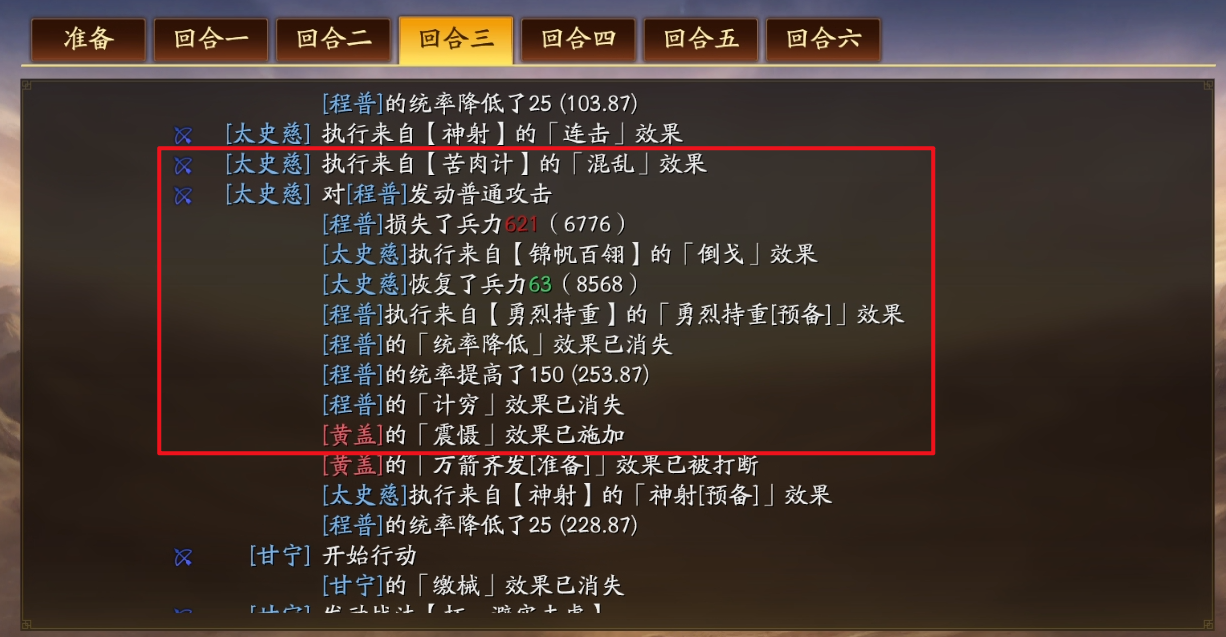 准备 回合一 回合二 回合三 回合四 回合五 回合六
[程普]的统率降低了25 (103.87)
[太史慈] 执行来自【神射】的「连击」效果
[太史慈] 执行来自【苦肉计】的「混乱」效果
[太史慈] 对[程普]发动普通攻击
[程普]损失了兵力621（6776）
[太史慈]执行来自【锦帆百翎】的「倒戈」效果
[太史慈]恢复了兵力63（8568）
[程普]执行来自【勇烈持重】的「勇烈持重[预备]」效果
[程普]的「统率降低」效果已消失
[程普]的统率提高了150 (253.87)
[程普]的「计穷」效果已消失
[黄盖]的「震慑」效果已施加
[黄盖]的「万箭齐发[准备]」效果已被打断
[太史慈]执行来自【神射】的「神射[预备]」效果
[程普]的统率降低了25 (228.87)
[甘宁] 开始行动
[甘宁]的「缴械」效果已消失
[甘宁] 发动战法